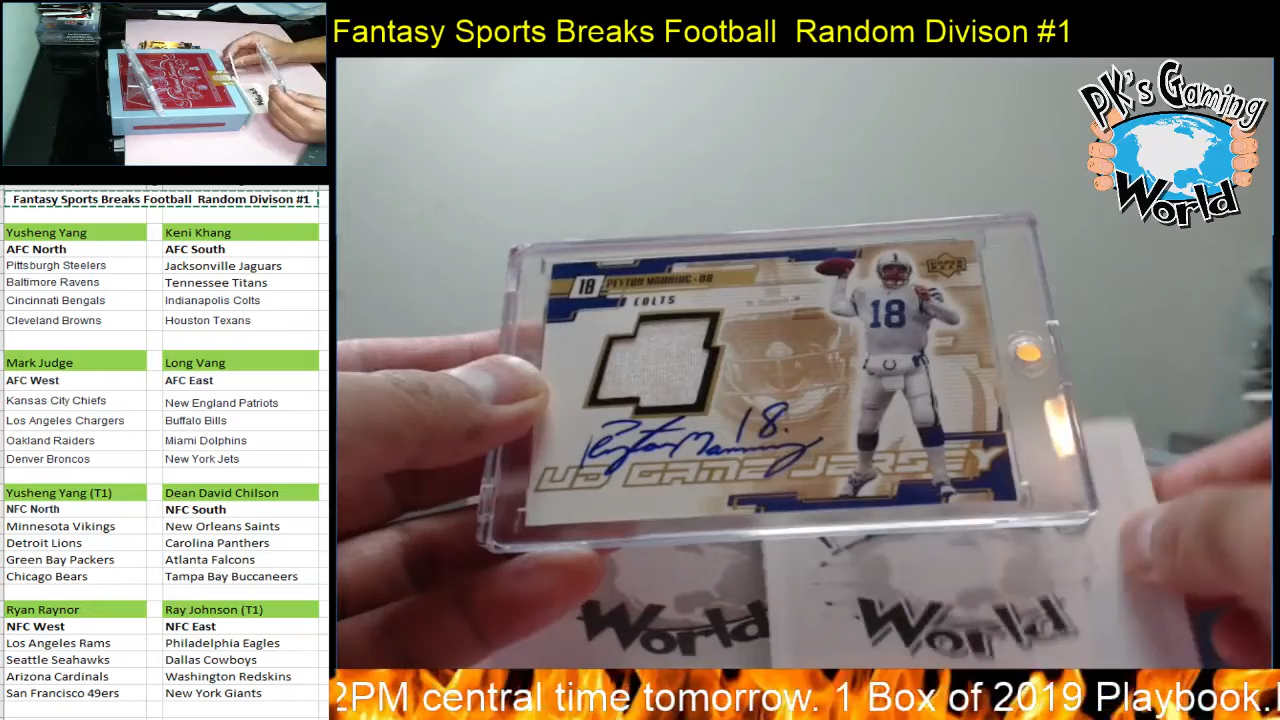 Fantasy Sports Breaks Football Random Divison #1
PK's Gaming
World
Fantasy Sports Breaks Football Random Divison #1
Yusheng Yang
Keni Khang
AFC North
AFC South
Pittsburgh Steelers
Jacksonville Jaguars
Baltimore Ravens
Tennessee Titans
Cincinnati Bengals
Indianapolis Colts
Cleveland Browns
Houston Texans
Mark Judge
Long Vang
AFC West
AFC East
Kansas City Chiefs
New England Patriots
Los Angeles Chargers
Buffalo Bills
Oakland Raiders
Miami Dolphins
Denver Broncos
New York Jets
Yusheng Yang (T1)
Dean David Chilson
NFC North
NFC South
Minnesota Vikings
New Orleans Saints
Detroit Lions
Carolina Panthers
Green Bay Packers
Atlanta Falcons
Chicago Bears
Tampa Bay Buccaneers
Ryan Raynor
Ray Johnson (T1)
NFC West
NFC East
Los Angeles Rams
Philadelphia Eagles
Seattle Seahawks
Dallas Cowboys
Arizona Cardinals
Washington Redskins
San Francisco 49ers
New York Giants
18 PEYTON MANNING • QB
COLTS
UPPER DECK
18
Peyton Manning 18.
UD GAME JERSEY
World
World
2PM central time tomorrow. 1 Box of 2019 Playbook.